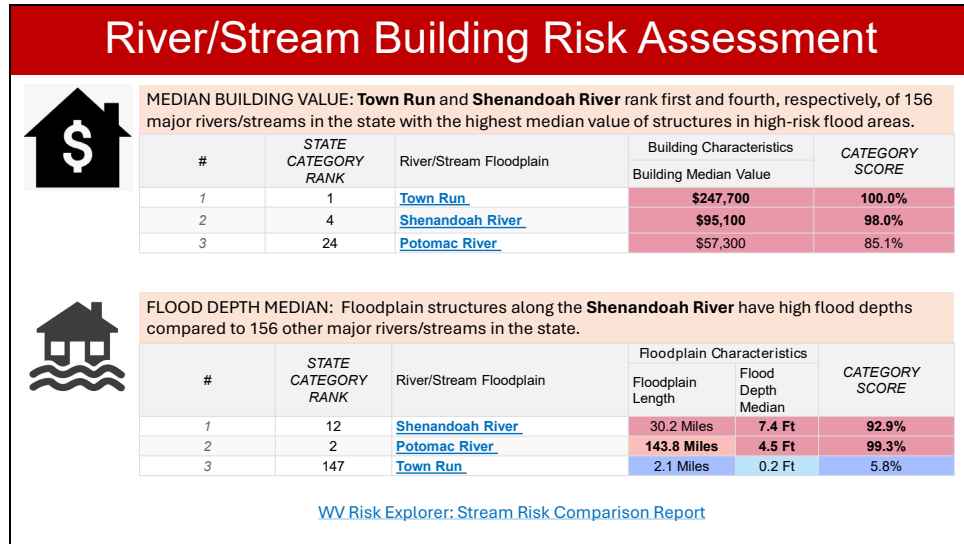 River/Stream Building Risk Assessment
$
MEDIAN BUILDING VALUE: Town Run and Shenandoah River rank first and fourth, respectively, of 156
major rivers/streams in the state with the highest median value of structures in high-risk flood areas.
# STATE CATEGORY RANK River/Stream Floodplain Building Characteristics CATEGORY SCORE
Building Median Value
1 1 Town Run $247,700 100.0%
2 4 Shenandoah River $95,100 98.0%
3 24 Potomac River $57,300 85.1%
FLOOD DEPTH MEDIAN: Floodplain structures along the Shenandoah River have high flood depths
compared to 156 other major rivers/streams in the state.
# STATE CATEGORY RANK River/Stream Floodplain Floodplain Characteristics CATEGORY SCORE
Floodplain Length Flood Depth Median
1 12 Shenandoah River 30.2 Miles 7.4 Ft 92.9%
2 2 Potomac River 143.8 Miles 4.5 Ft 99.3%
3 147 Town Run 2.1 Miles 0.2 Ft 5.8%
WV Risk Explorer: Stream Risk Comparison Report